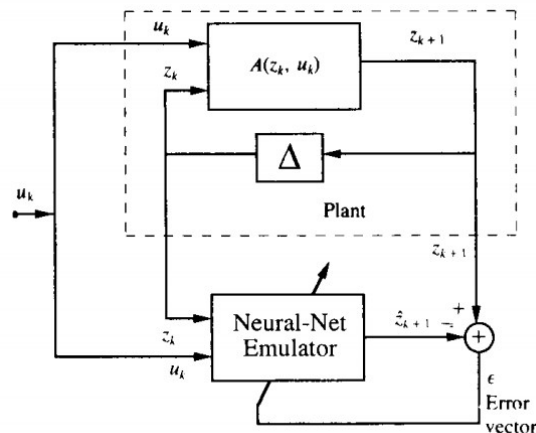 u_k
z_{k+1}
A(z_k, u_k)
z_k
Δ
u_k
Plant
z_{k+1}
+
Neural-Net
Emulator
ẑ_{k+1}
−
+
z_k
u_k
ϵ
Error
vector